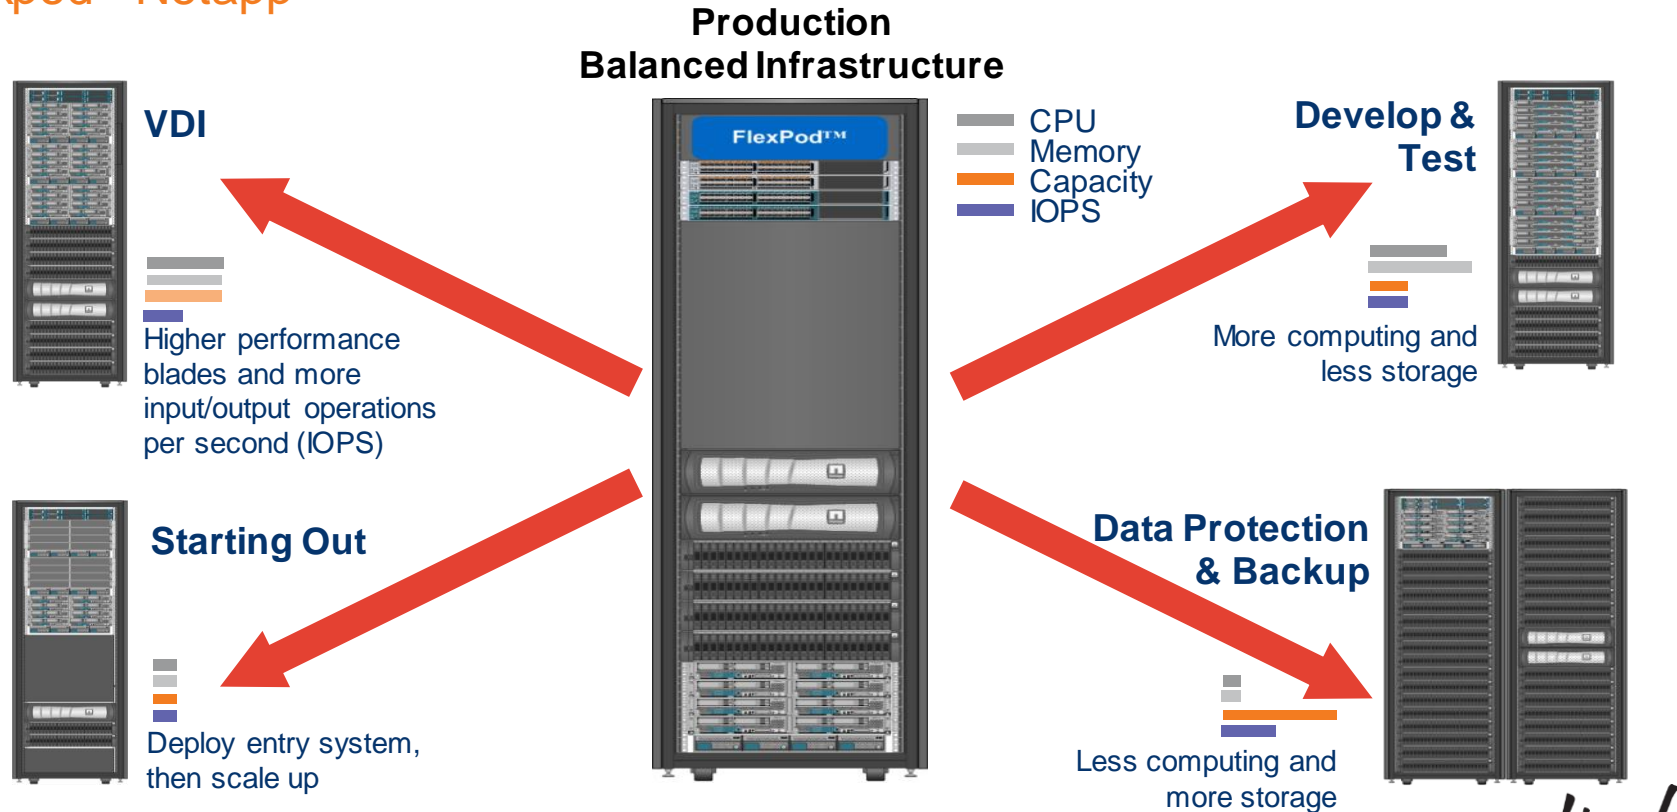 Netapp
Production
Balanced Infrastructure
FlexPod™
CPU
Memory
Capacity
IOPS
VDI
Higher performance
blades and more
input/output operations
per second (IOPS)
Develop &
Test
More computing and
less storage
Starting Out
Deploy entry system,
then scale up
Data Protection
& Backup
Less computing and
more storage